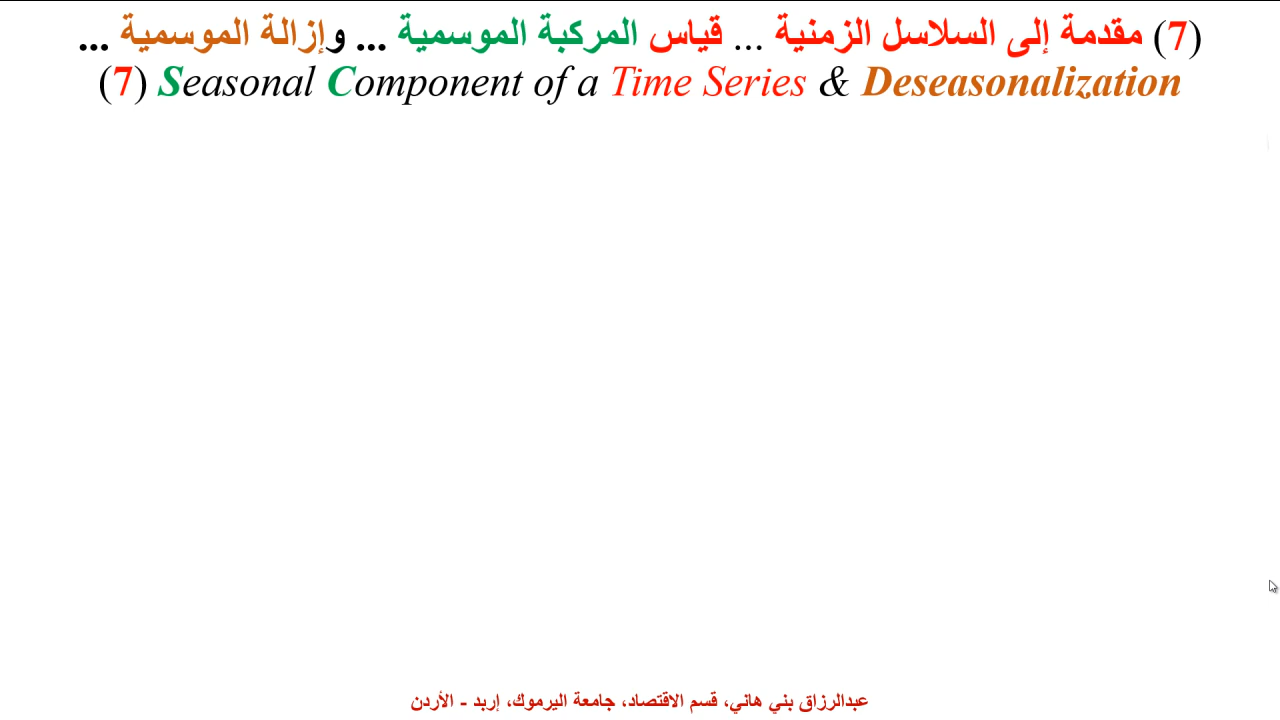 (7) مقدمة إلى السلاسل الزمنية ... قياس المركبة الموسمية ... وإزالة الموسمية ...
(7) Seasonal Component of a Time Series & Deseasonalization
عبدالرزاق بني هاني، قسم الاقتصاد، جامعة اليرموك، إربد - الأردن